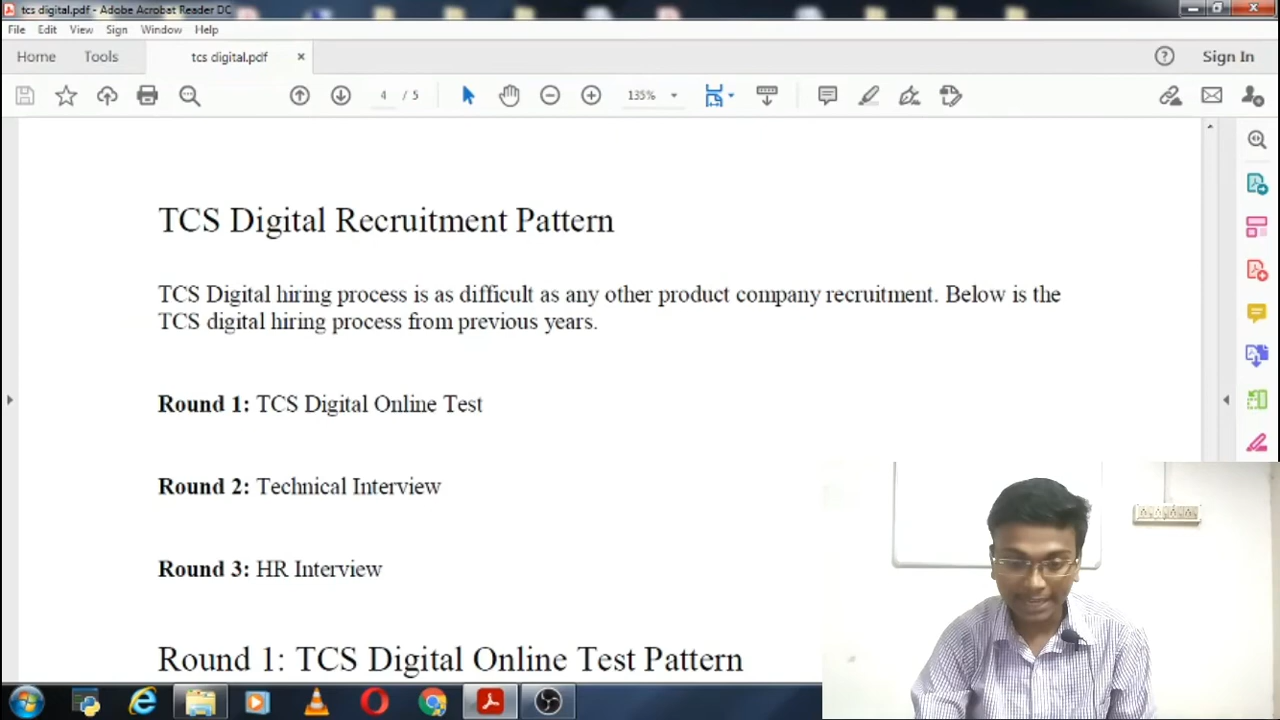 tcs digital.pdf - Adobe Acrobat Reader DC
File Edit View Sign Window Help
Home Tools tcs digital.pdf × ? Sign In
4 / 5 135%
TCS Digital Recruitment Pattern
TCS Digital hiring process is as difficult as any other product company recruitment. Below is the
TCS digital hiring process from previous years.
Round 1: TCS Digital Online Test
Round 2: Technical Interview
Round 3: HR Interview
Round 1: TCS Digital Online Test Pattern